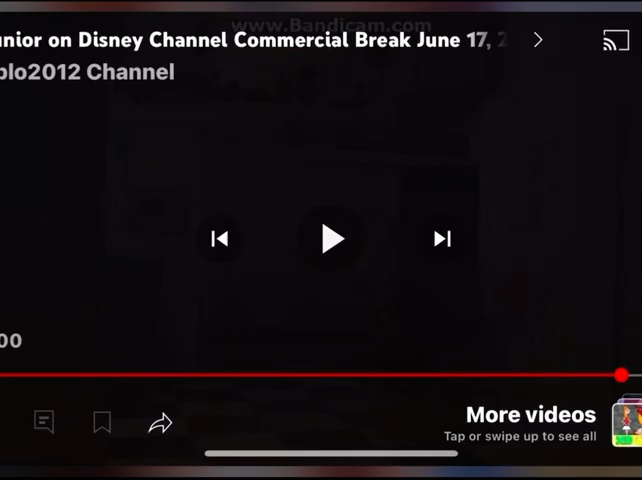 www.Bandicam.com
unior on Disney Channel Commercial Break June 17, 2
blo2012 Channel
00
More videos
Tap or swipe up to see all